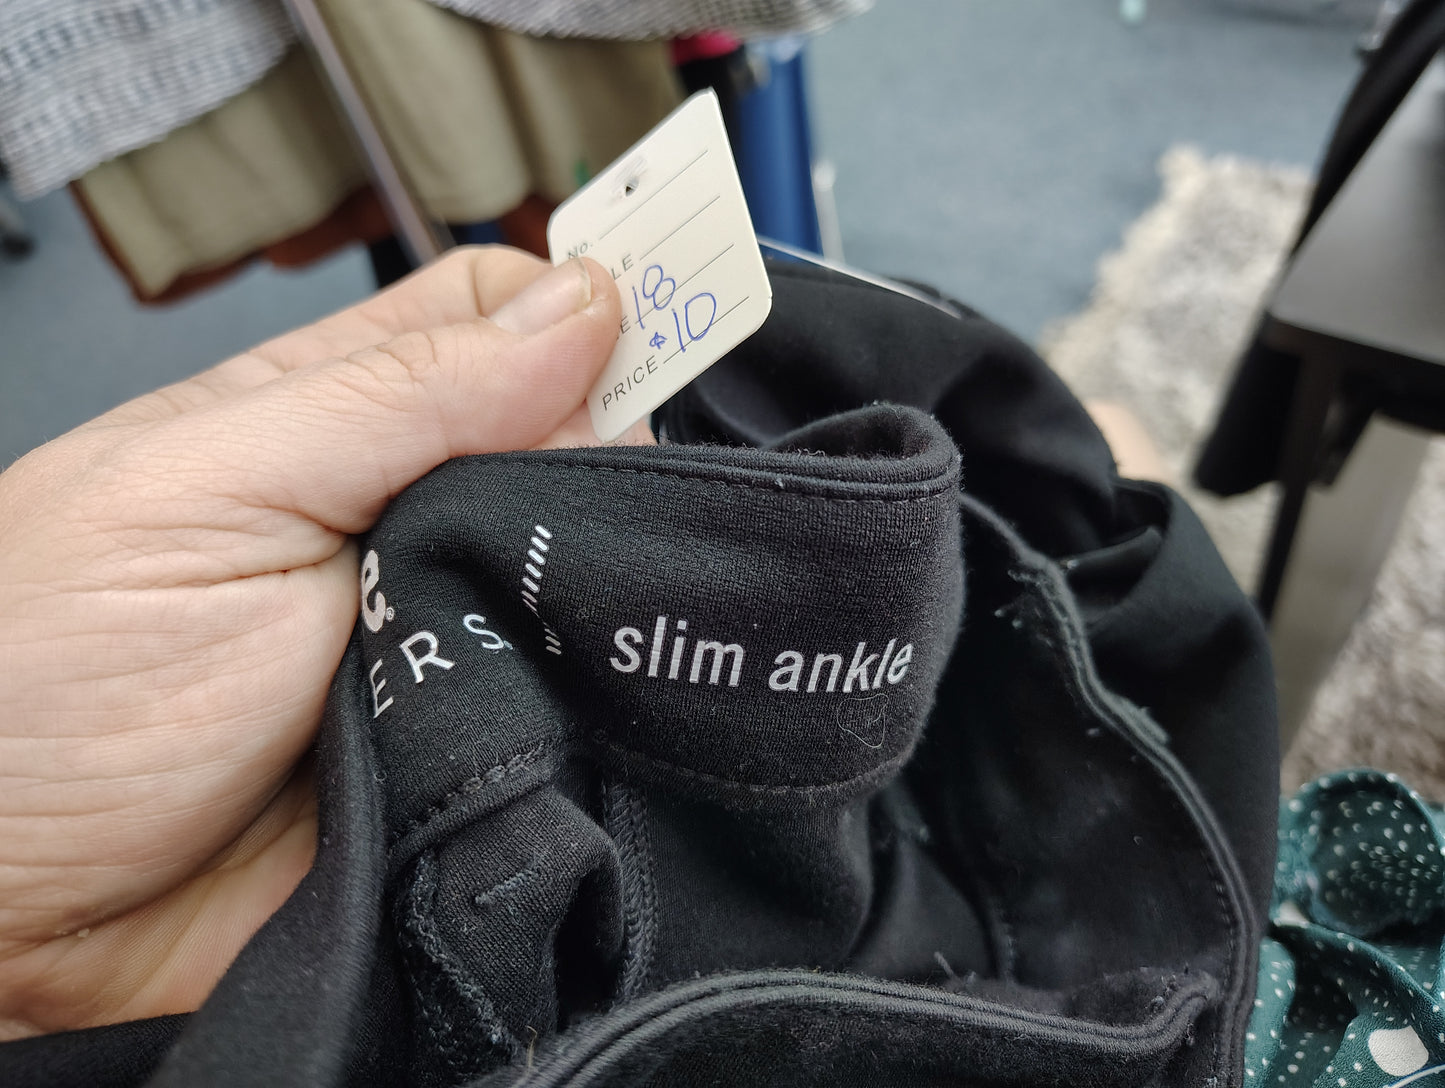 No.
LE
E 18
PRICE $10
e®
ERS
slim ankle